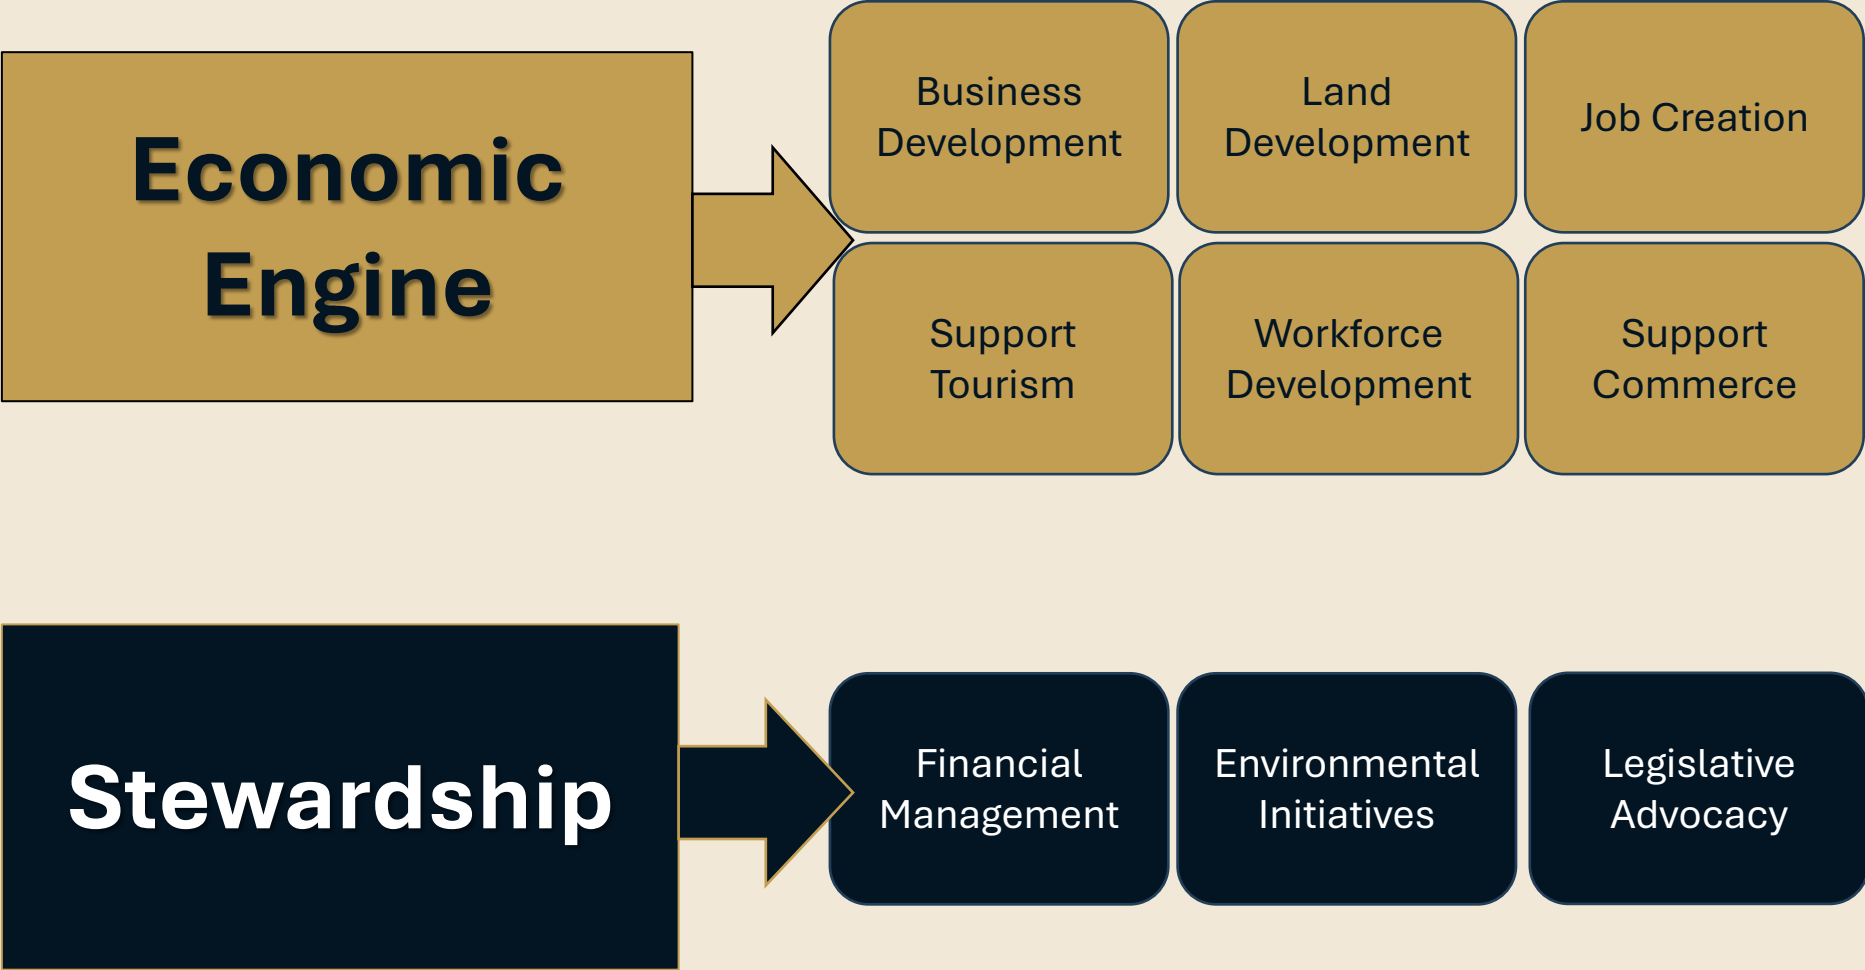 Economic
Engine
Business
Development
Land
Development
Job Creation
Support
Tourism
Workforce
Development
Support
Commerce
Stewardship
Financial
Management
Environmental
Initiatives
Legislative
Advocacy